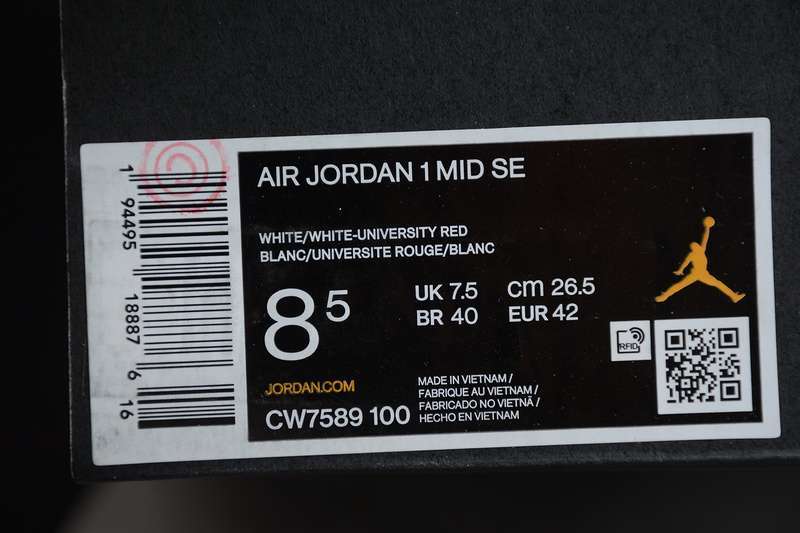 AIR JORDAN 1 MID SE
WHITE/WHITE-UNIVERSITY RED
BLANC/UNIVERSITE ROUGE/BLANC
8 5
UK 7.5 cm 26.5
BR 40 EUR 42
RFID
JORDAN.COM
CW7589 100
MADE IN VIETNAM /
FABRIQUE AU VIETNAM /
FABRICADO NO VIETNÃ /
HECHO EN VIETNAM
1 94495 18887 6 16